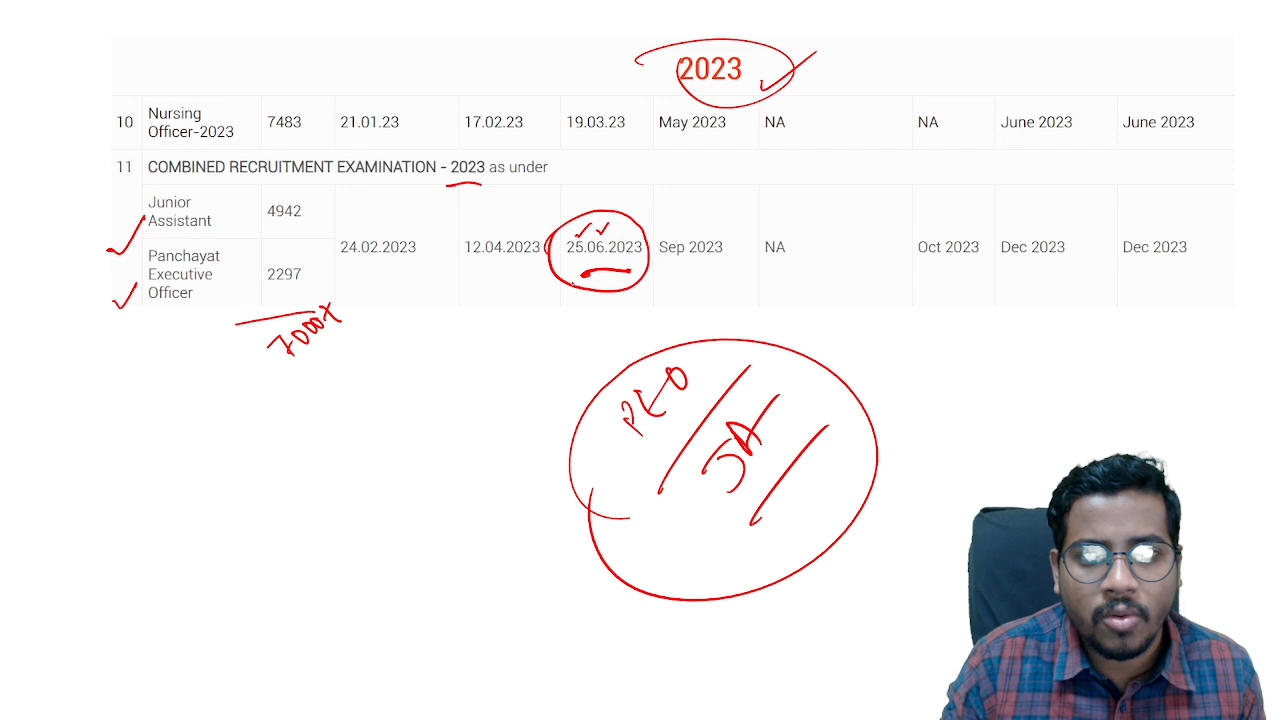 2023
10 Nursing Officer-2023 7483 21.01.23 17.02.23 19.03.23 May 2023 NA NA June 2023 June 2023
11 COMBINED RECRUITMENT EXAMINATION - 2023 as under
Junior Assistant 4942
24.02.2023 12.04.2023 25.06.2023 Sep 2023 NA Oct 2023 Dec 2023 Dec 2023
Panchayat Executive Officer 2297
7000+
PEO
JA